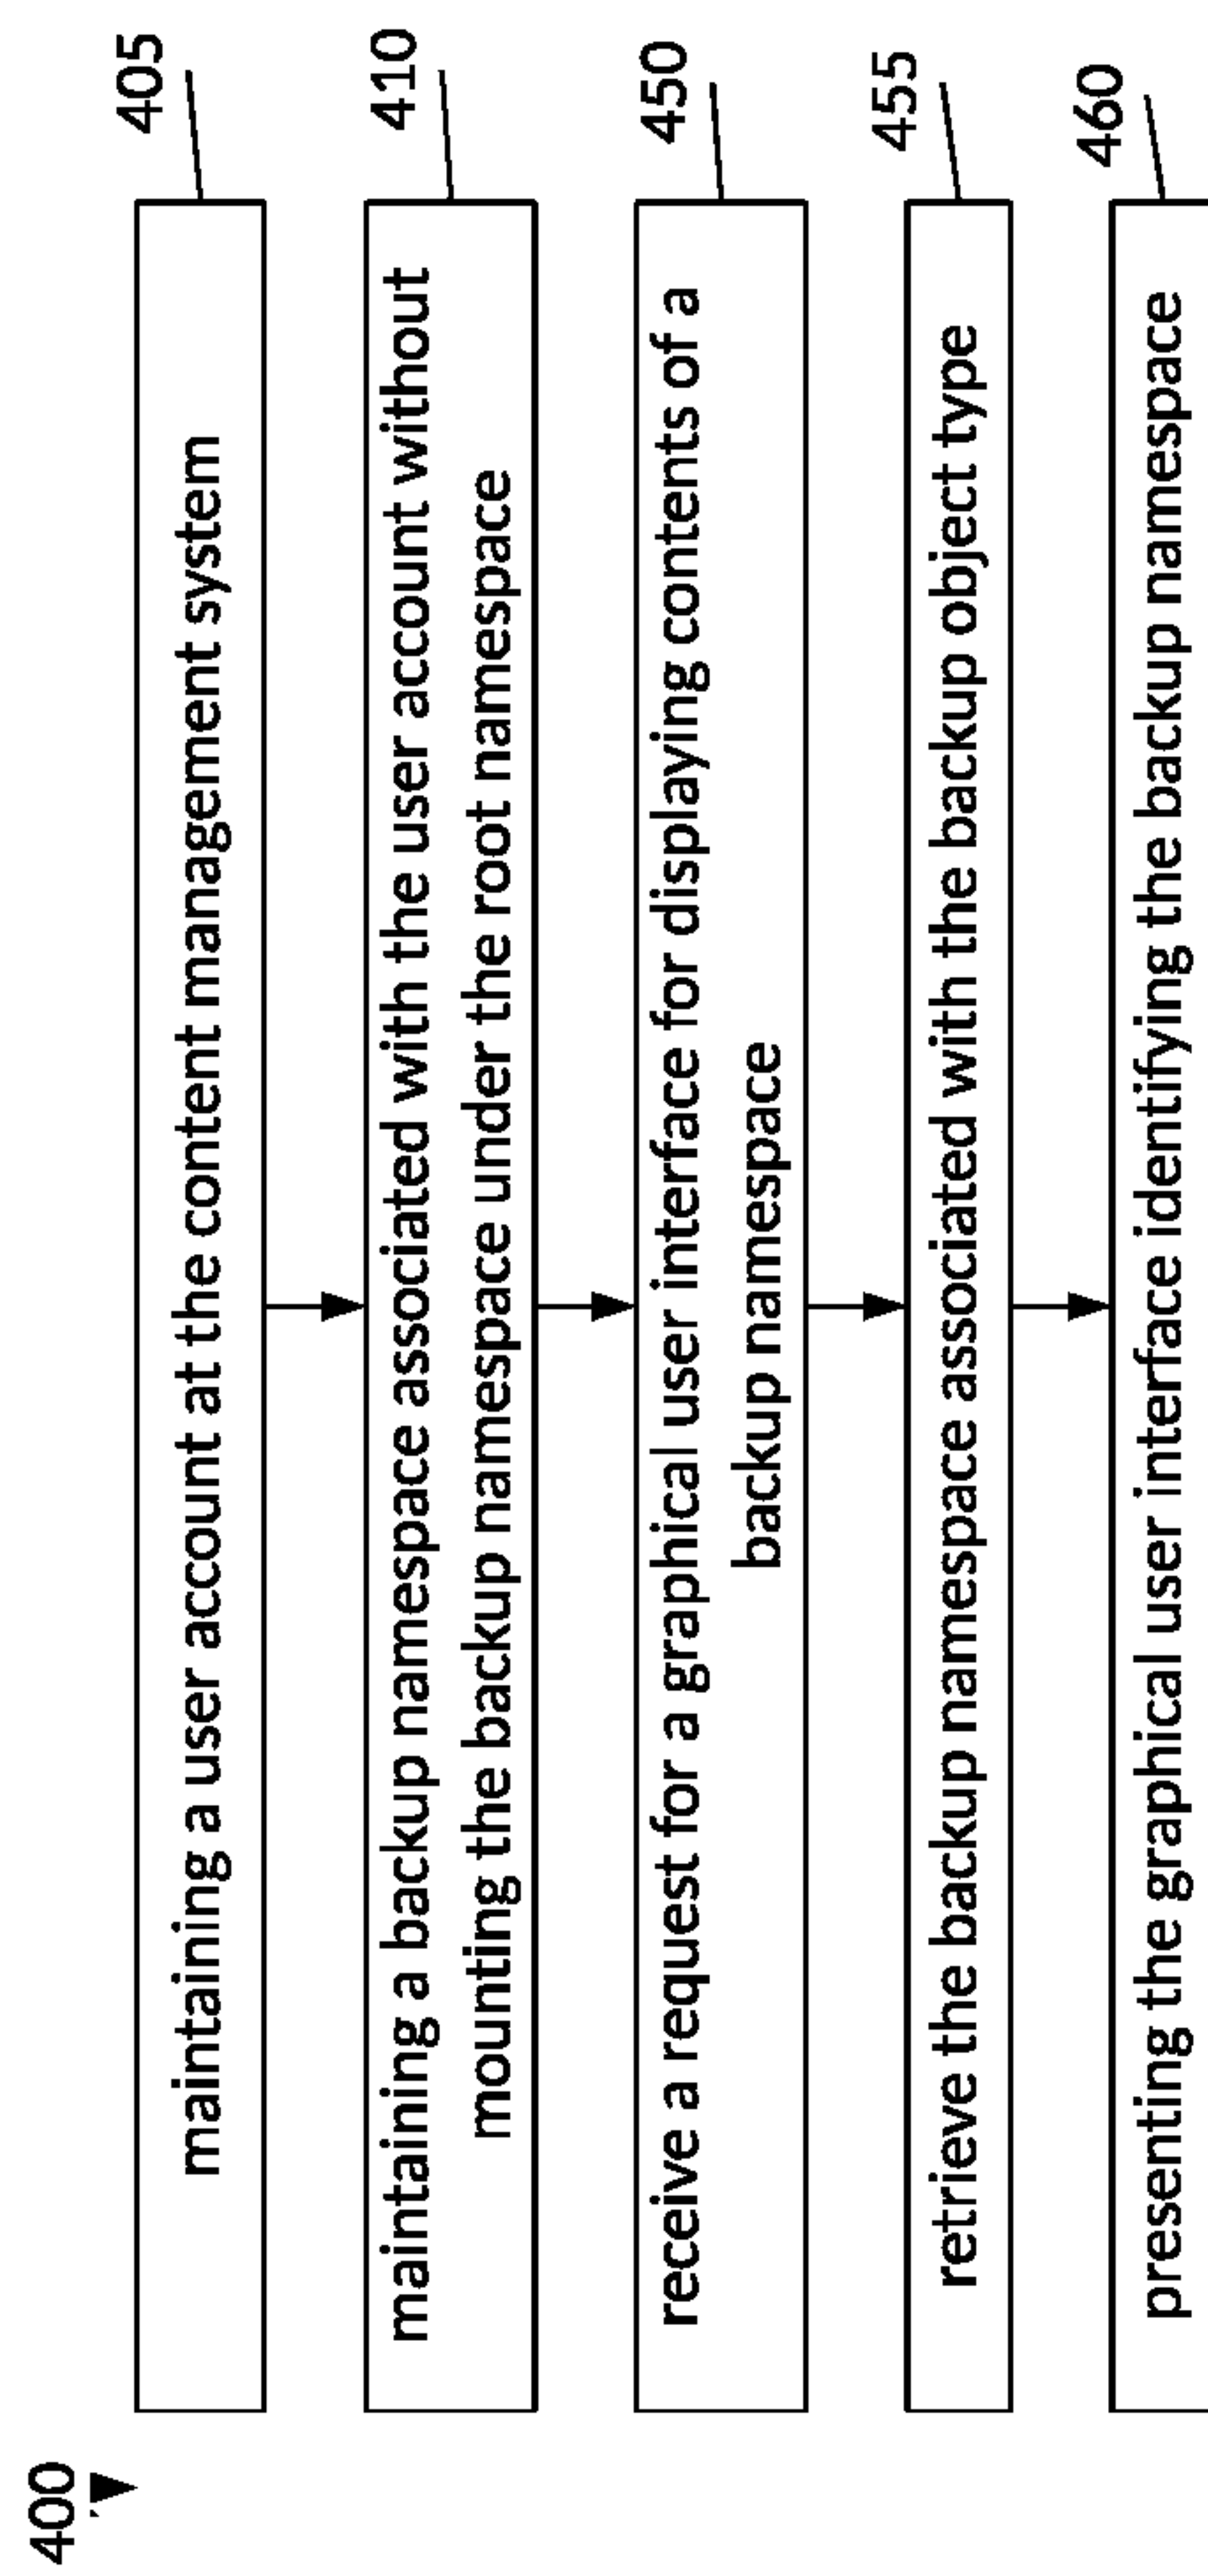 400
maintaining a user account at the content management system
405
maintaining a backup namespace associated with the user account without
mounting the backup namespace under the root namespace
410
receive a request for a graphical user interface for displaying contents of a
backup namespace
450
retrieve the backup namespace associated with the backup object type
455
presenting the graphical user interface identifying the backup namespace
460